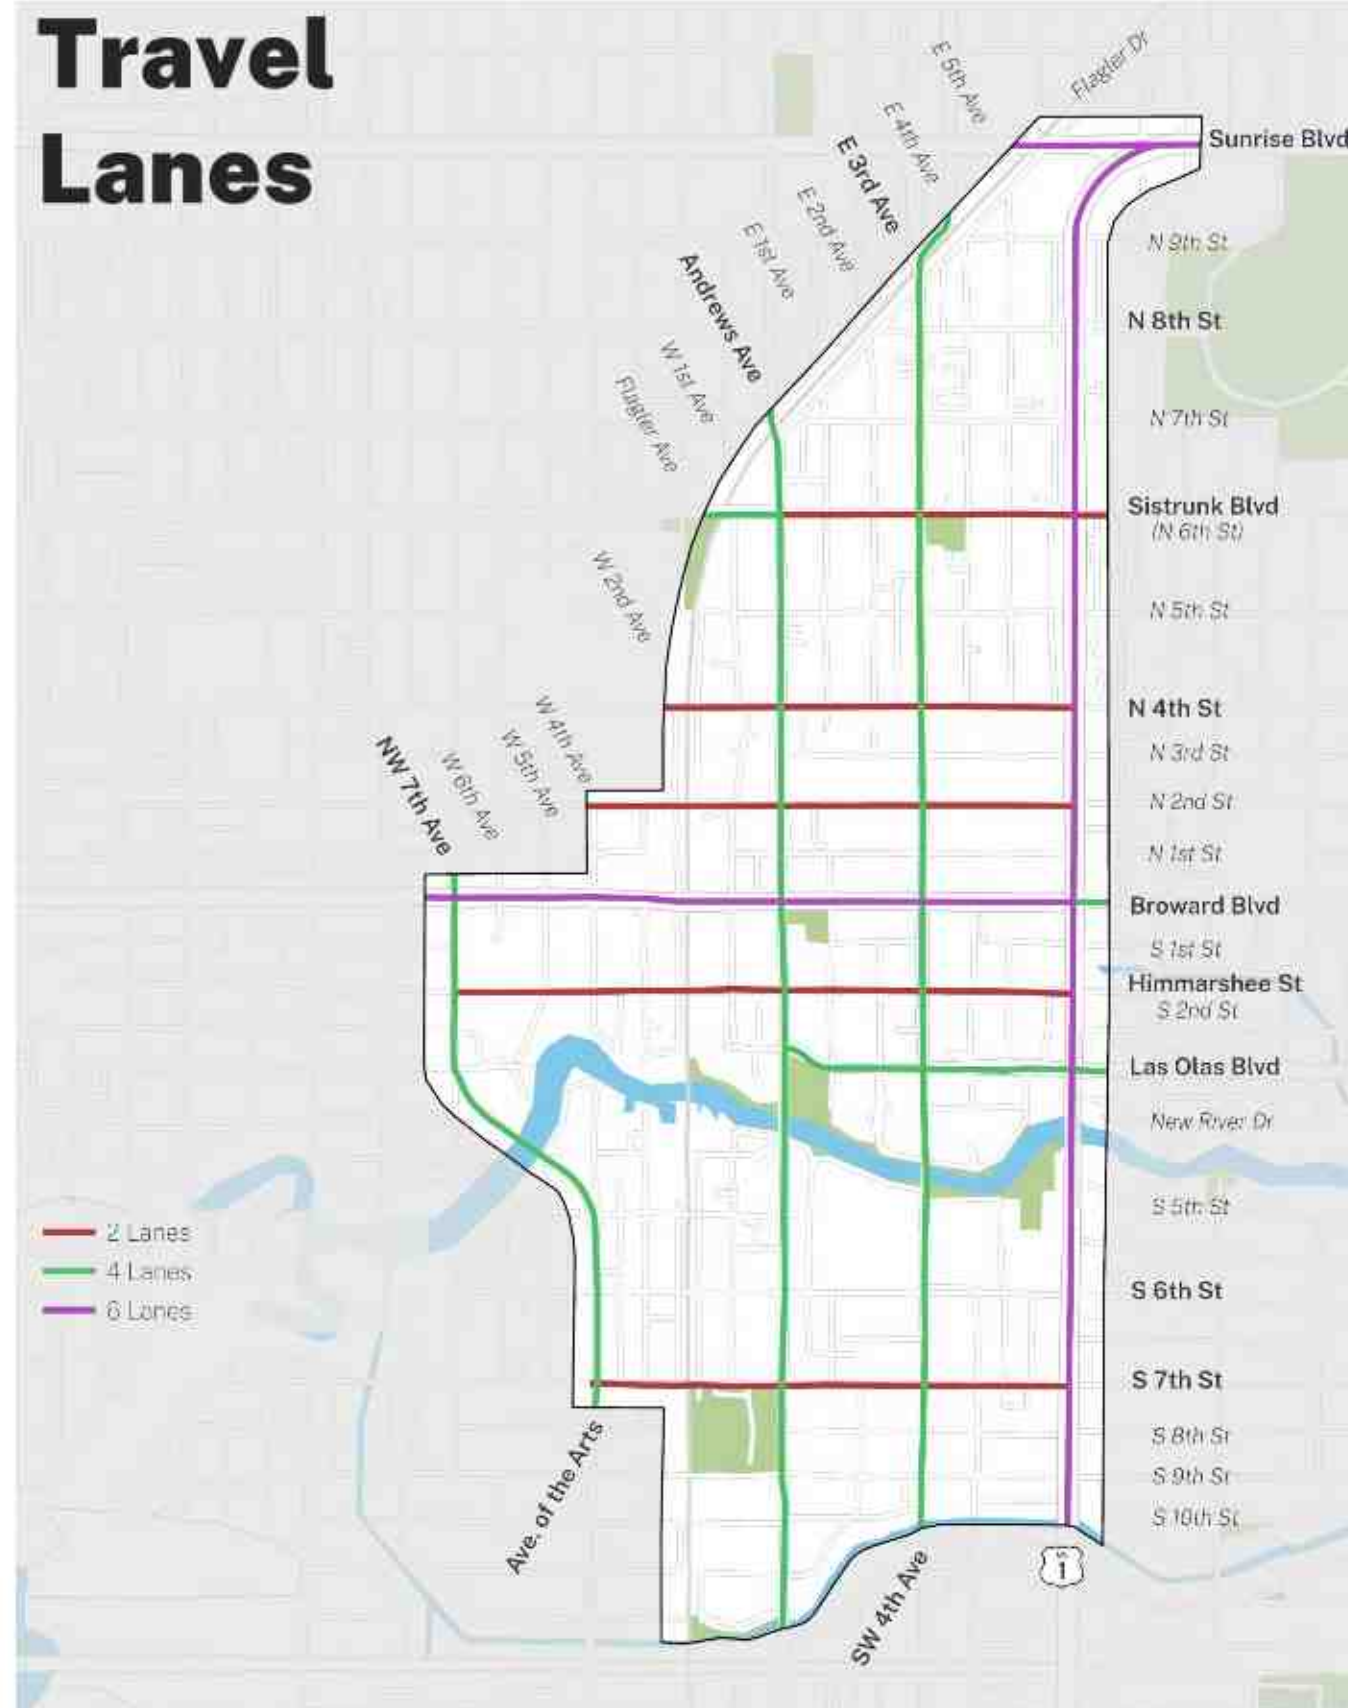 Travel
Lanes
Flagler Dr
E 5th Ave
E 4th Ave
E 3rd Ave
E 2nd Ave
E 1st Ave
Andrews Ave
W 1st Ave
Flagler Ave
W 2nd Ave
W 4th Ave
W 5th Ave
W 6th Ave
NW 7th Ave
Sunrise Blvd
N 9th St
N 8th St
N 7th St
Sistrunk Blvd
(N 6th St)
N 5th St
N 4th St
N 3rd St
N 2nd St
N 1st St
Broward Blvd
S 1st St
Himmarshee St
S 2nd St
Las Olas Blvd
New River Dr
S 5th St
S 6th St
S 7th St
S 8th St
S 9th St
S 10th St
2 Lanes
4 Lanes
6 Lanes
Ave. of the Arts
SW 4th Ave
US
1